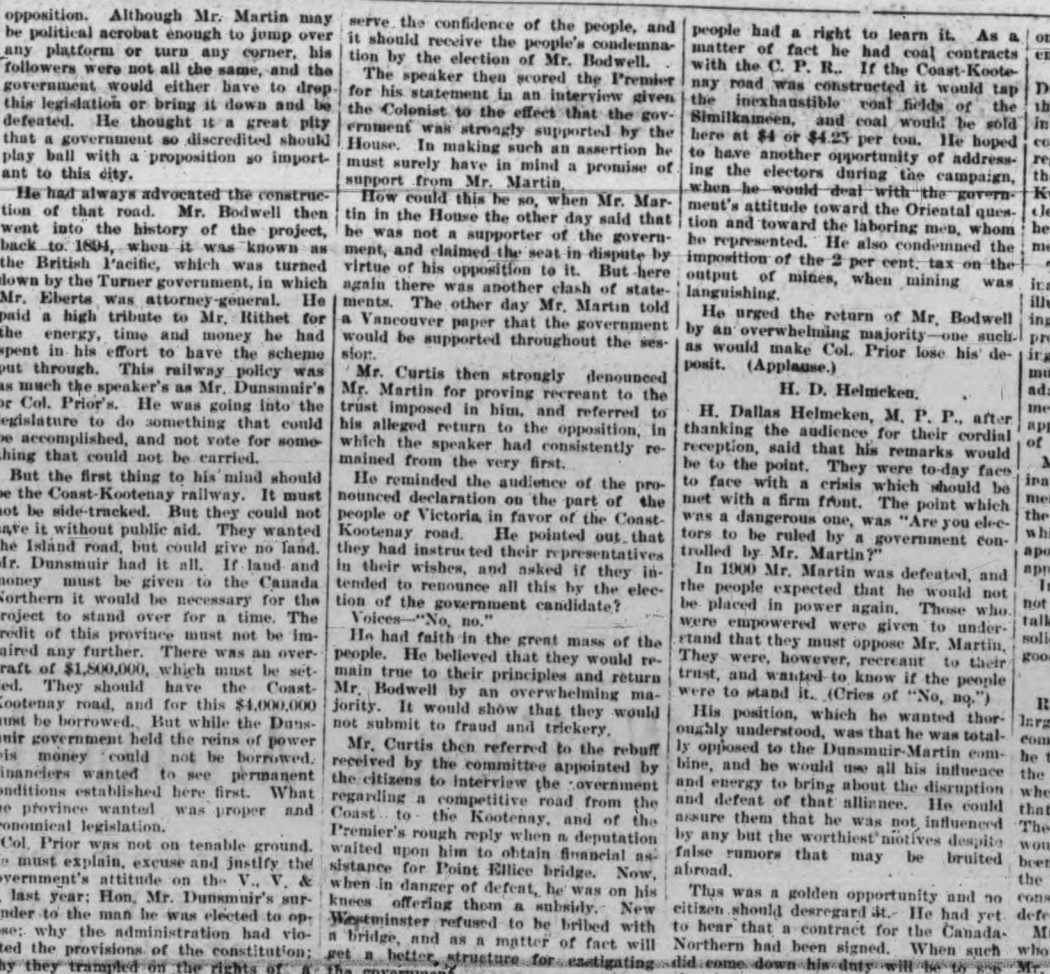 opposition. Although Mr. Martin may
be political acrobat enough to jump over
any platform or turn any corner, his
followers were not all the same, and the
government would either have to drop
this legislation or bring it down and be
defeated. He thought it a great pity
that a government so discredited should
play ball with a proposition so import-
ant to this city.
He had always advocated the construc-
tion of that road. Mr. Bodwell then
went into the history of the project,
back to 1894, when it was known as
the British Pacific, which was turned
down by the Turner government, in which
Mr. Eberts was attorney-general. He
paid a high tribute to Mr. Rithet for
the energy, time and money he had
spent in his effort to have the scheme
put through. This railway policy was
as much the speaker's as Mr. Dunsmuir's
or Col. Prior's. He was going into the
legislature to do something that could
be accomplished, and not vote for some-
thing that could not be carried.
But the first thing to his mind should
be the Coast-Kootenay railway. It must
not be side-tracked. But they could not
have it without public aid. They wanted
the Island road, but could give no land.
Mr. Dunsmuir had it all. If land and
money must be given to the Canada
Northern it would be necessary for the
project to stand over for a time. The
credit of this province must not be im-
paired any further. There was an over-
draft of $1,800,000, which must be set-
tled. They should have the Coast-
Kootenay road, and for this $4,000,000
must be borrowed. But while the Duns-
muir government held the reins of power
this money could not be borrowed.
Financiers wanted to see permanent
conditions established here first. What
the province wanted was proper and
economical legislation.
Col. Prior was not on tenable ground.
He must explain, excuse and justify the
government's attitude on the V., V. &
last year; Hon. Mr. Dunsmuir's sur-
render to the man he was elected to op-
pose; why the administration had vio-
lated the provisions of the constitution;
why they trampled on the rights of a
serve the confidence of the people, and
it should receive the people's condemna-
tion by the election of Mr. Bodwell.
The speaker then scored the Premier
for his statement in an interview given
the Colonist to the effect that the gov-
ernment was strongly supported by the
House. In making such an assertion he
must surely have in mind a promise of
support from Mr. Martin.
How could this be so, when Mr. Mar-
tin in the House the other day said that
he was not a supporter of the govern-
ment, and claimed the seat in dispute by
virtue of his opposition to it. But here
again there was another clash of state-
ments. The other day Mr. Martin told
a Vancouver paper that the government
would be supported throughout the ses-
sion.
Mr. Curtis then strongly denounced
Mr. Martin for proving recreant to the
trust imposed in him, and referred to
his alleged return to the opposition, in
which the speaker had consistently re-
mained from the very first.
He reminded the audience of the pro-
nounced declaration on the part of the
people of Victoria in favor of the Coast-
Kootenay road. He pointed out that
they had instructed their representatives
in their wishes, and asked if they in-
tended to renounce all this by the elec-
tion of the government candidate?
Voices—"No, no."
He had faith in the great mass of the
people. He believed that they would re-
main true to their principles and return
Mr. Bodwell by an overwhelming ma-
jority. It would show that they would
not submit to fraud and trickery.
Mr. Curtis then referred to the rebuff
received by the committee appointed by
the citizens to interview the government
regarding a competitive road from the
Coast to the Kootenay, and of the
Premier's rough reply when a deputation
waited upon him to obtain financial as-
sistance for Point Ellice bridge. Now,
when in danger of defeat, he was on his
knees offering them a subsidy. New
Westminster refused to be bribed with
a bridge, and as a matter of fact will
get a better structure for castigating
the government
people had a right to learn it. As a
matter of fact he had coal contracts
with the C. P. R. If the Coast-Koote-
nay road was constructed it would tap
the inexhaustible coal fields of the
Similkameen, and coal would be sold
here at $4 or $4.25 per ton. He hoped
to have another opportunity of address-
ing the electors during the campaign,
when he would deal with the govern-
ment's attitude toward the Oriental ques-
tion and toward the laboring men, whom
he represented. He also condemned the
imposition of the 2 per cent. tax on the
output of mines, when mining was
languishing.
He urged the return of Mr. Bodwell
by an overwhelming majority—one such
as would make Col. Prior lose his de-
posit. (Applause.)
H. D. Helmcken.
H. Dallas Helmcken, M. P. P., after
thanking the audience for their cordial
reception, said that his remarks would
be to the point. They were to-day face
to face with a crisis which should be
met with a firm front. The point which
was a dangerous one, was "Are you elec-
tors to be ruled by a government con-
trolled by Mr. Martin?"
In 1900 Mr. Martin was defeated, and
the people expected that he would not
be placed in power again. Those who
were empowered were given to under-
stand that they must oppose Mr. Martin.
They were, however, recreant to their
trust, and wanted to know if the people
were to stand it. (Cries of "No, no.")
His position, which he wanted thor-
oughly understood, was that he was total-
ly opposed to the Dunsmuir-Martin com-
bine, and he would use all his influence
and energy to bring about the disruption
and defeat of that alliance. He could
assure them that he was not influenced
by any but the worthiest motives despite
false rumors that may be bruited
abroad.
This was a golden opportunity and no
citizen should desregard it. He had yet
to hear that a contract for the Canada-
Northern had been signed. When such
did come down his duty will be to see